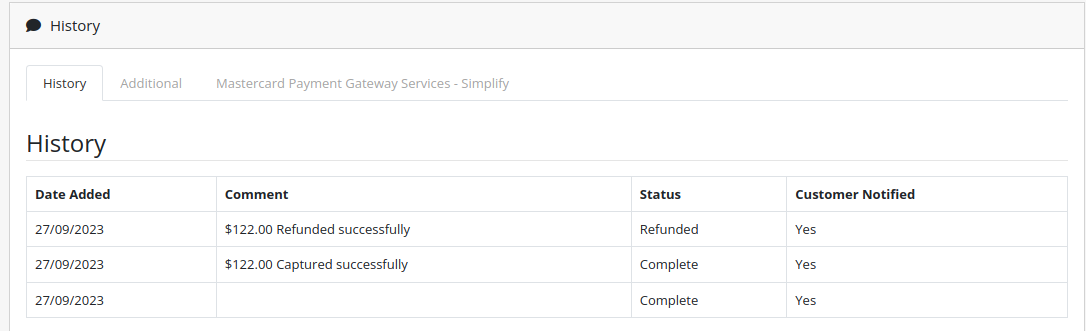 History
History Additional Mastercard Payment Gateway Services - Simplify
History
Date Added Comment Status Customer Notified
27/09/2023 $122.00 Refunded successfully Refunded Yes
27/09/2023 $122.00 Captured successfully Complete Yes
27/09/2023 Complete Yes